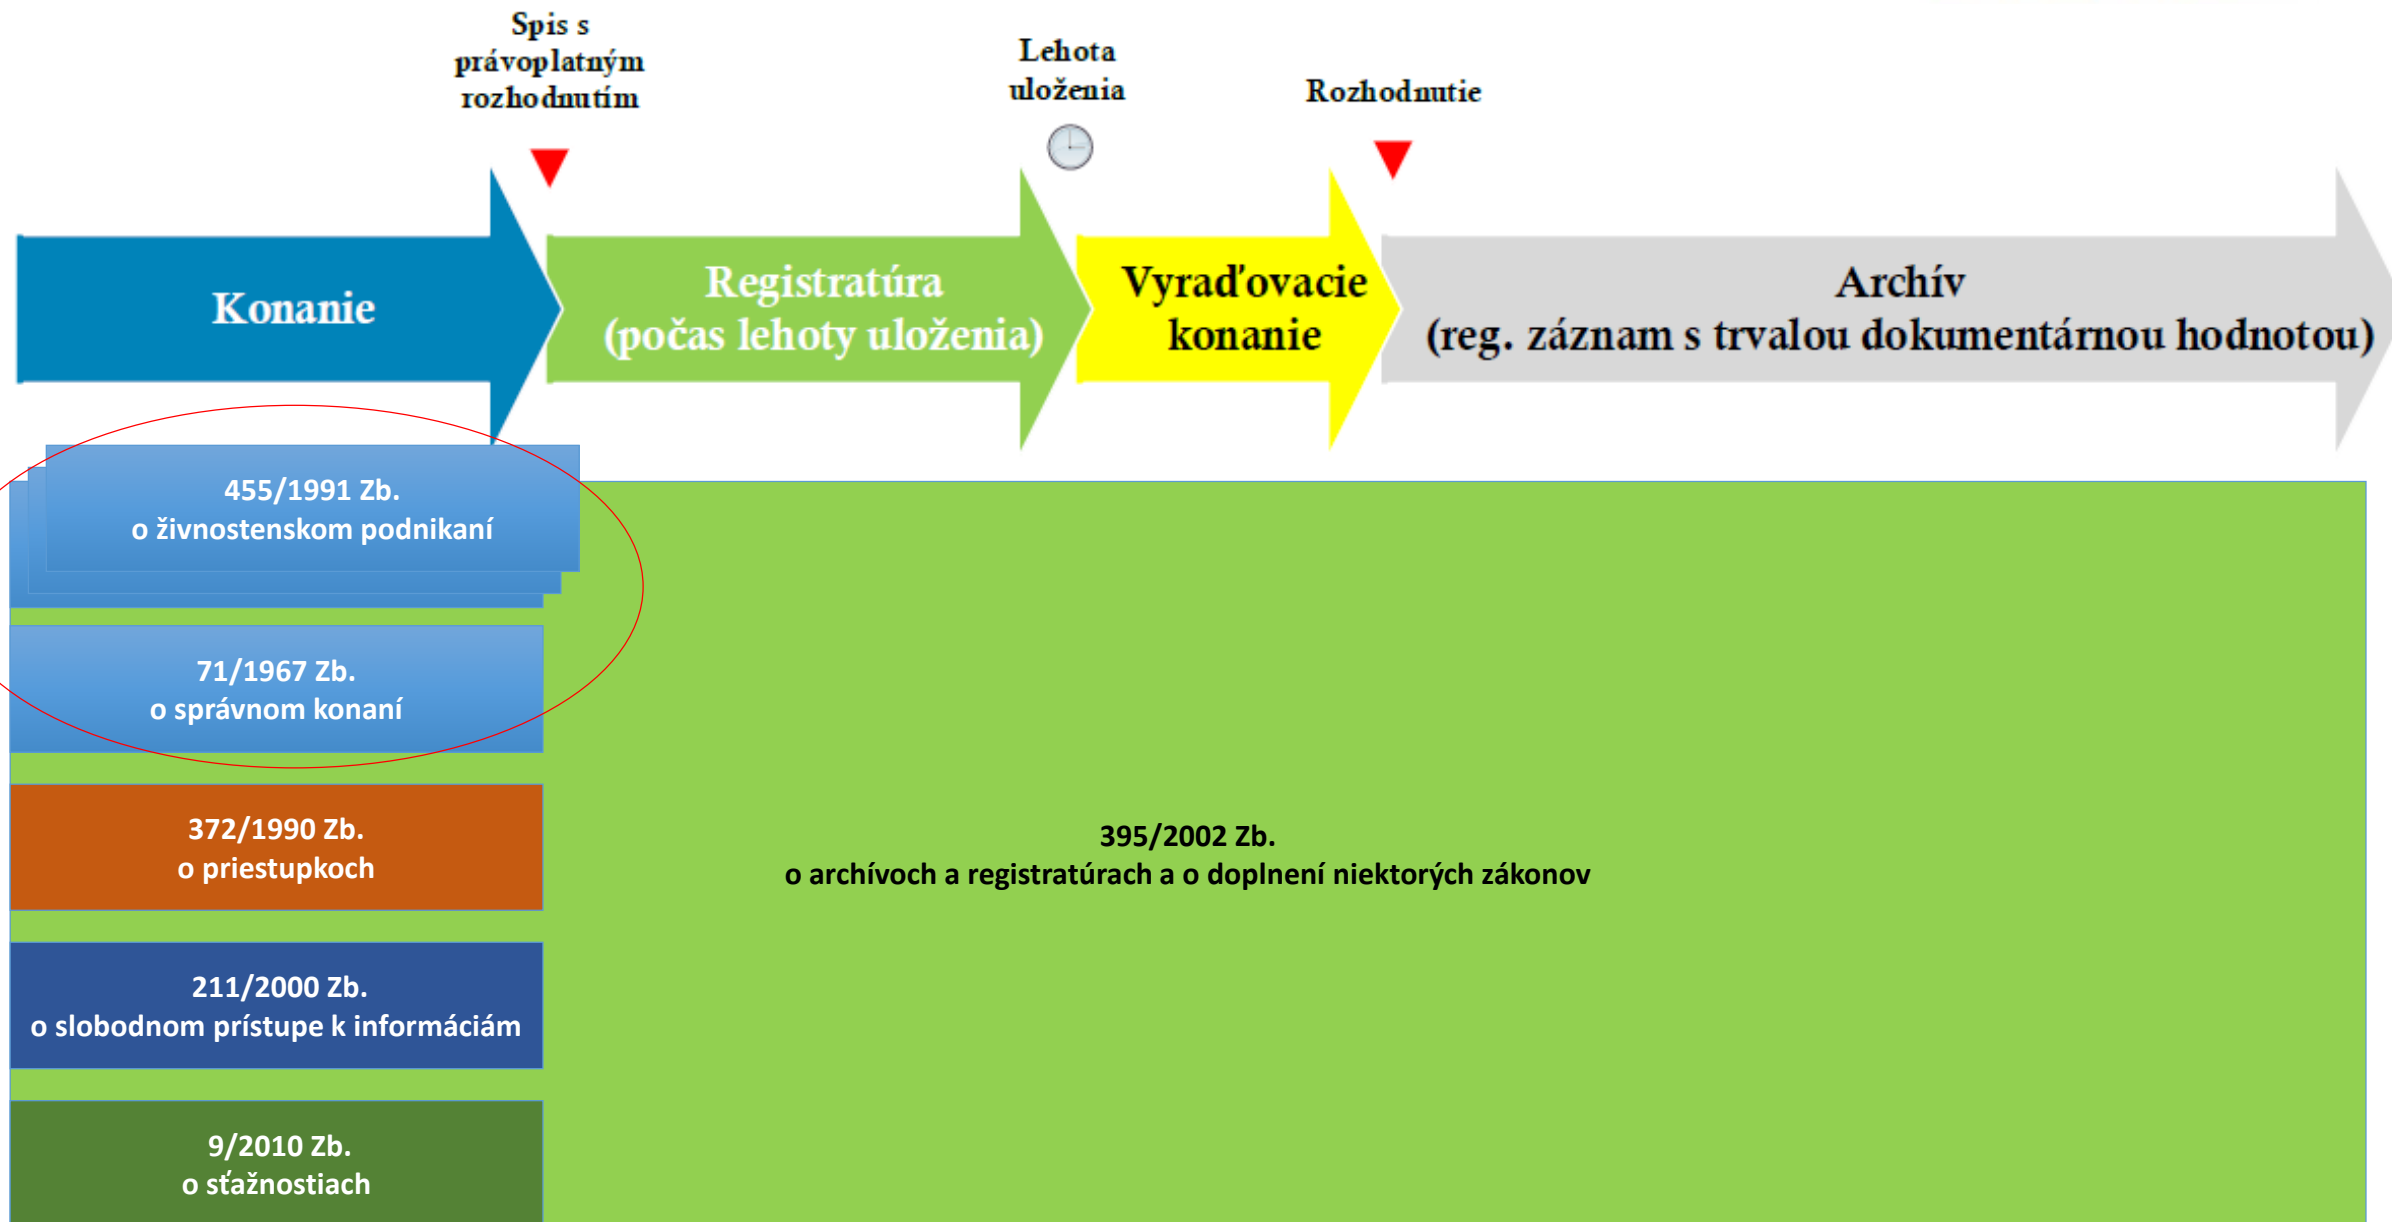 Spis s
právoplatným
rozhodnutím
Lehota
uloženia
Rozhodnutie
Konanie
Registratúra
(počas lehoty uloženia)
Vyraďovacie
konanie
Archív
(reg. záznam s trvalou dokumentárnou hodnotou)
455/1991 Zb.
o živnostenskom podnikaní
71/1967 Zb.
o správnom konaní
372/1990 Zb.
o priestupkoch
395/2002 Zb.
o archívoch a registratúrach a o doplnení niektorých zákonov
211/2000 Zb.
o slobodnom prístupe k informáciám
9/2010 Zb.
o sťažnostiach